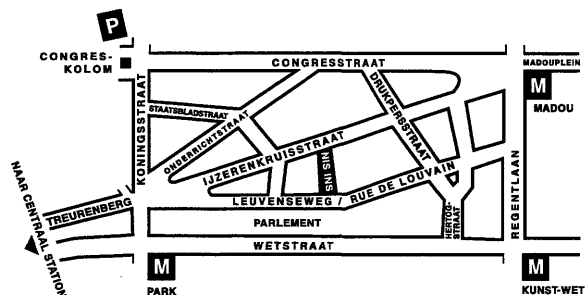 P
CONGRES-
KOLOM
CONGRESSTRAAT
MADOUPLEIN
M
MADOU
KONINGSSTRAAT
STAATSBLADSTRAAT
ONDERRICHTSTRAAT
DRUKPERSSTRAAT
IJZERENKRUISSTRAAT
NIS INS
LEUVENSEWEG / RUE DE LOUVAIN
REGENTLAAN
NAAR CENTRAAL STATION
TREURENBERG
PARLEMENT
HERTOG-
STRAAT
WETSTRAAT
M
PARK
M
KUNST-WET